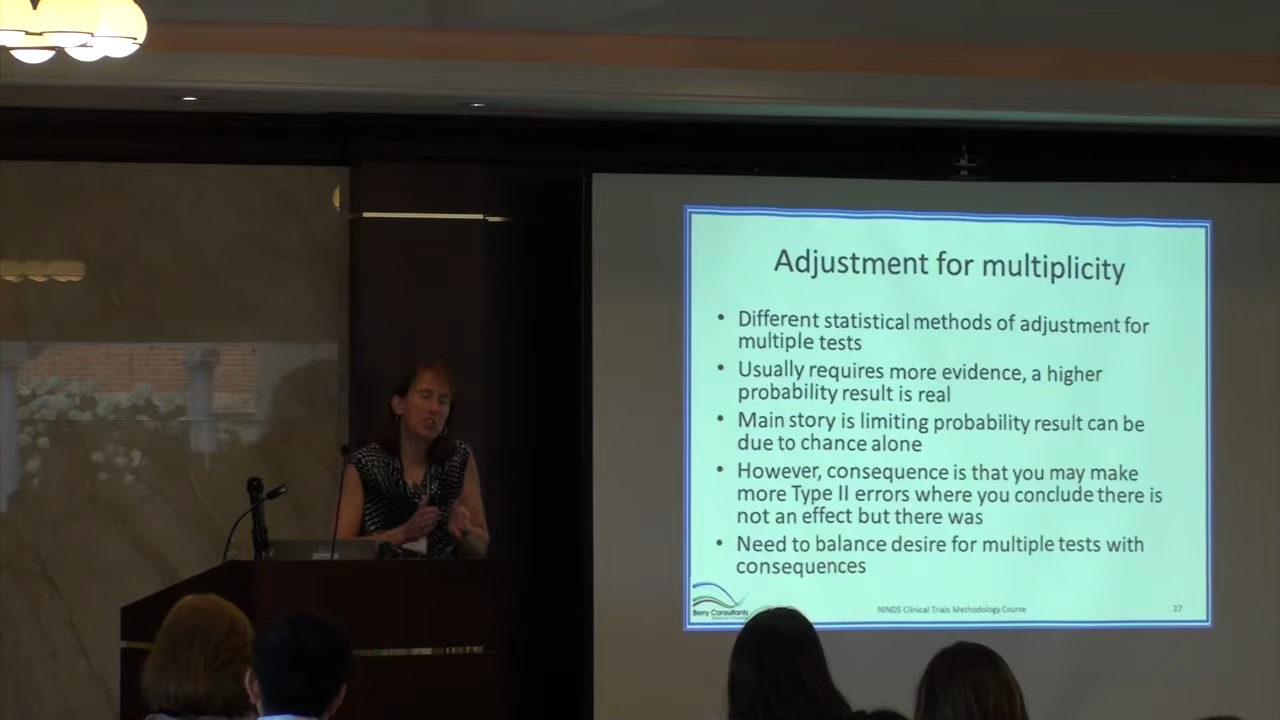 Adjustment for multiplicity
• Different statistical methods of adjustment for
multiple tests
• Usually requires more evidence, a higher
probability result is real
• Main story is limiting probability result can be
due to chance alone
• However, consequence is that you may make
more Type II errors where you conclude there is
not an effect but there was
• Need to balance desire for multiple tests with
consequences
Berry Consultants
NINDS Clinical Trials Methodology Course
27